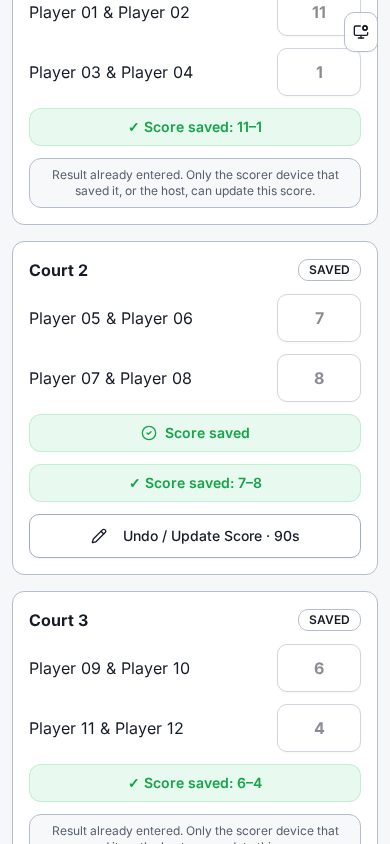 Player 01 & Player 02
11
Player 03 & Player 04
1
✓ Score saved: 11–1
Result already entered. Only the scorer device that
saved it, or the host, can update this score.
Court 2
SAVED
Player 05 & Player 06
7
Player 07 & Player 08
8
Score saved
✓ Score saved: 7–8
Undo / Update Score · 90s
Court 3
SAVED
Player 09 & Player 10
6
Player 11 & Player 12
4
✓ Score saved: 6–4
Result already entered. Only the scorer device that